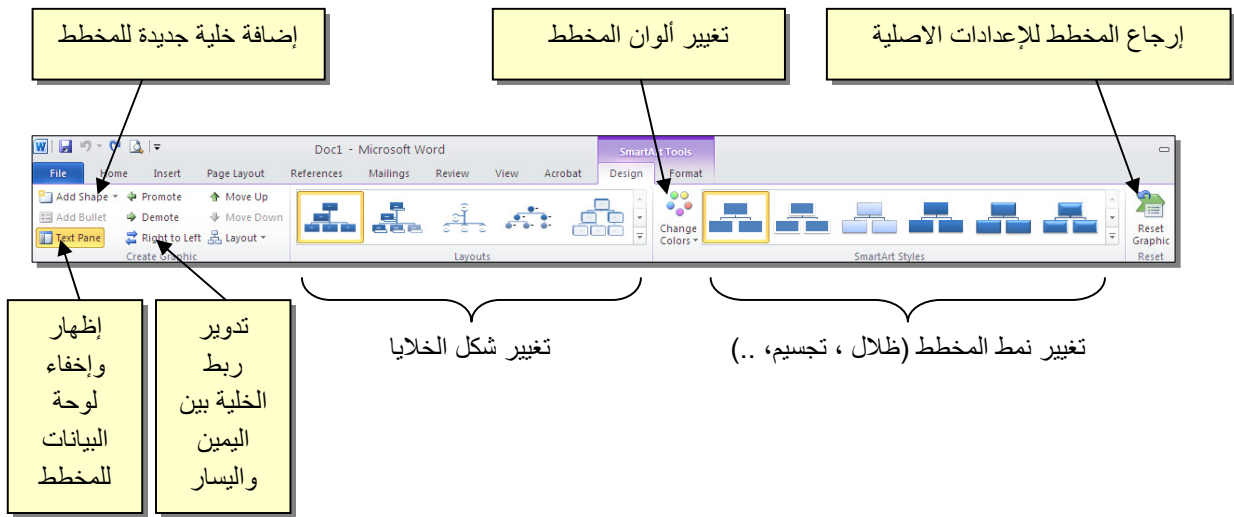 إضافة خلية جديدة للمخطط
تغيير ألوان المخطط
إرجاع المخطط للإعدادات الاصلية
Doc1 - Microsoft Word
SmartArt Tools
File Home Insert Page Layout References Mailings Review View Acrobat Design Format
Add Shape Promote Move Up
Add Bullet Demote Move Down
Text Pane Right to Left Layout
Change
Colors
Reset
Graphic
Create Graphic Layouts SmartArt Styles Reset
إظهار
وإخفاء
لوحة
البيانات
للمخطط
تدوير
ربط
الخلية بين
اليمين
واليسار
تغيير شكل الخلايا
تغيير نمط المخطط (ظلال ، تجسيم، ..)